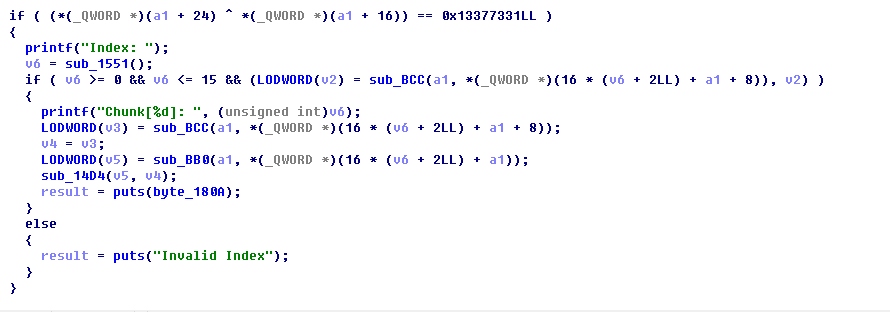 if ( (*(_QWORD *)(a1 + 24) ^ *(_QWORD *)(a1 + 16)) == 0x13377331LL )
{
  printf("Index: ");
  v6 = sub_1551();
  if ( v6 >= 0 && v6 <= 15 && (LODWORD(v2) = sub_BCC(a1, *(_QWORD *)(16 * (v6 + 2LL) + a1 + 8)), v2) )
  {
    printf("Chunk[%d]: ", (unsigned int)v6);
    LODWORD(v3) = sub_BCC(a1, *(_QWORD *)(16 * (v6 + 2LL) + a1 + 8));
    v4 = v3;
    LODWORD(v5) = sub_BB0(a1, *(_QWORD *)(16 * (v6 + 2LL) + a1));
    sub_14D4(v5, v4);
    result = puts(byte_180A);
  }
  else
  {
    result = puts("Invalid Index");
  }
}